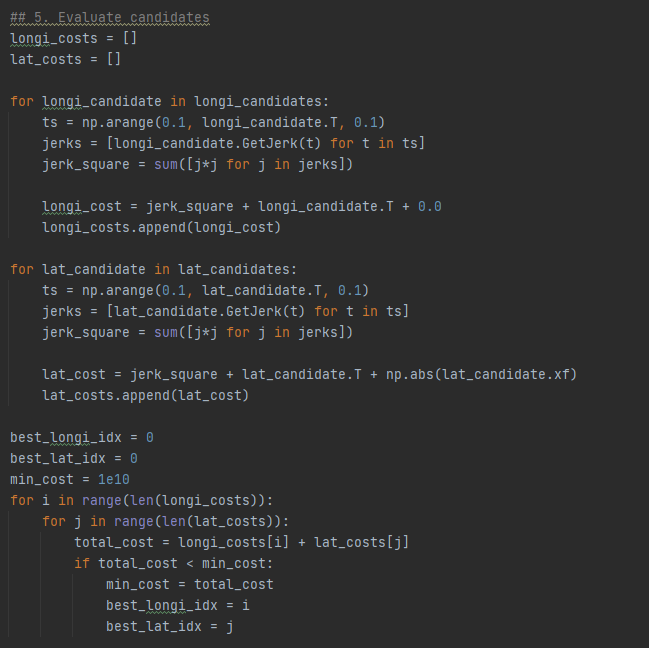 ## 5. Evaluate candidates
longi_costs = []
lat_costs = []

for longi_candidate in longi_candidates:
    ts = np.arange(0.1, longi_candidate.T, 0.1)
    jerks = [longi_candidate.GetJerk(t) for t in ts]
    jerk_square = sum([j*j for j in jerks])

    longi_cost = jerk_square + longi_candidate.T + 0.0
    longi_costs.append(longi_cost)

for lat_candidate in lat_candidates:
    ts = np.arange(0.1, lat_candidate.T, 0.1)
    jerks = [lat_candidate.GetJerk(t) for t in ts]
    jerk_square = sum([j*j for j in jerks])

    lat_cost = jerk_square + lat_candidate.T + np.abs(lat_candidate.xf)
    lat_costs.append(lat_cost)

best_longi_idx = 0
best_lat_idx = 0
min_cost = 1e10
for i in range(len(longi_costs)):
    for j in range(len(lat_costs)):
        total_cost = longi_costs[i] + lat_costs[j]
        if total_cost < min_cost:
            min_cost = total_cost
            best_longi_idx = i
            best_lat_idx = j